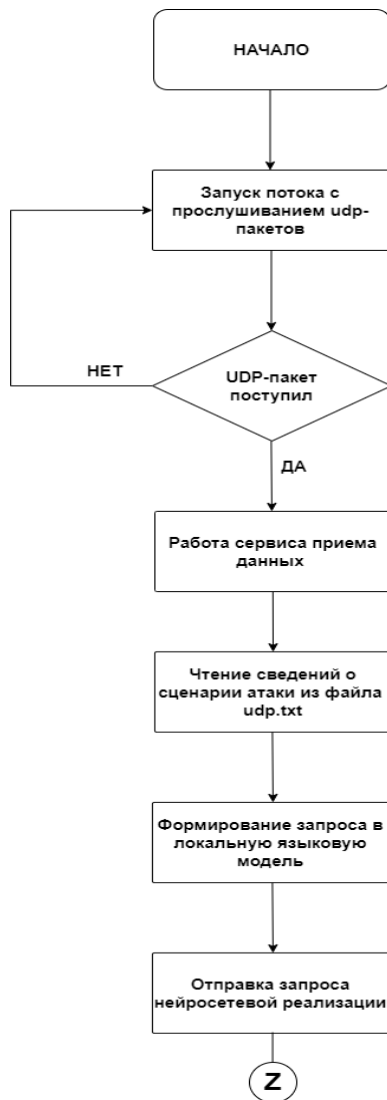 НАЧАЛО
Запуск потока с
прослушиванием udp-
пакетов
НЕТ
UDP-пакет
поступил
ДА
Работа сервиса приема
данных
Чтение сведений о
сценарии атаки из файла
udp.txt
Формирование запроса в
локальную языковую
модель
Отправка запроса
нейросетевой реализации
Z